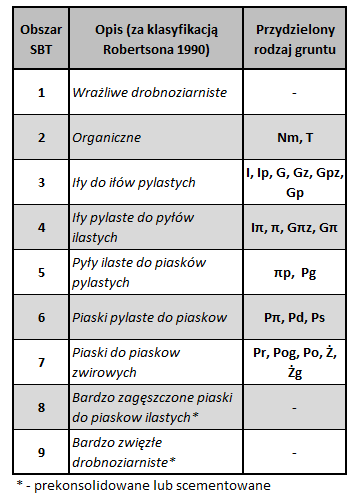 Obszar SBT
Opis (za klasyfikacją Robertsona 1990)
Przydzielony rodzaj gruntu
1 Wrażliwe drobnoziarniste -
2 Organiczne Nm, T
3 Iły do iłów pylastych I, Ip, G, Gz, Gpz, Gp
4 Iły pylaste do pyłów ilastych Iπ, π, Gπz, Gπ
5 Pyły ilaste do piasków pylastych πp, Pg
6 Piaski pylaste do piaskow Pπ, Pd, Ps
7 Piaski do piaskow zwirowych Pr, Pog, Po, Ż, Żg
8 Bardzo zagęszczone piaski do piaskow ilastych* -
9 Bardzo zwięzłe drobnoziarniste* -
* - prekonsolidowane lub scementowane